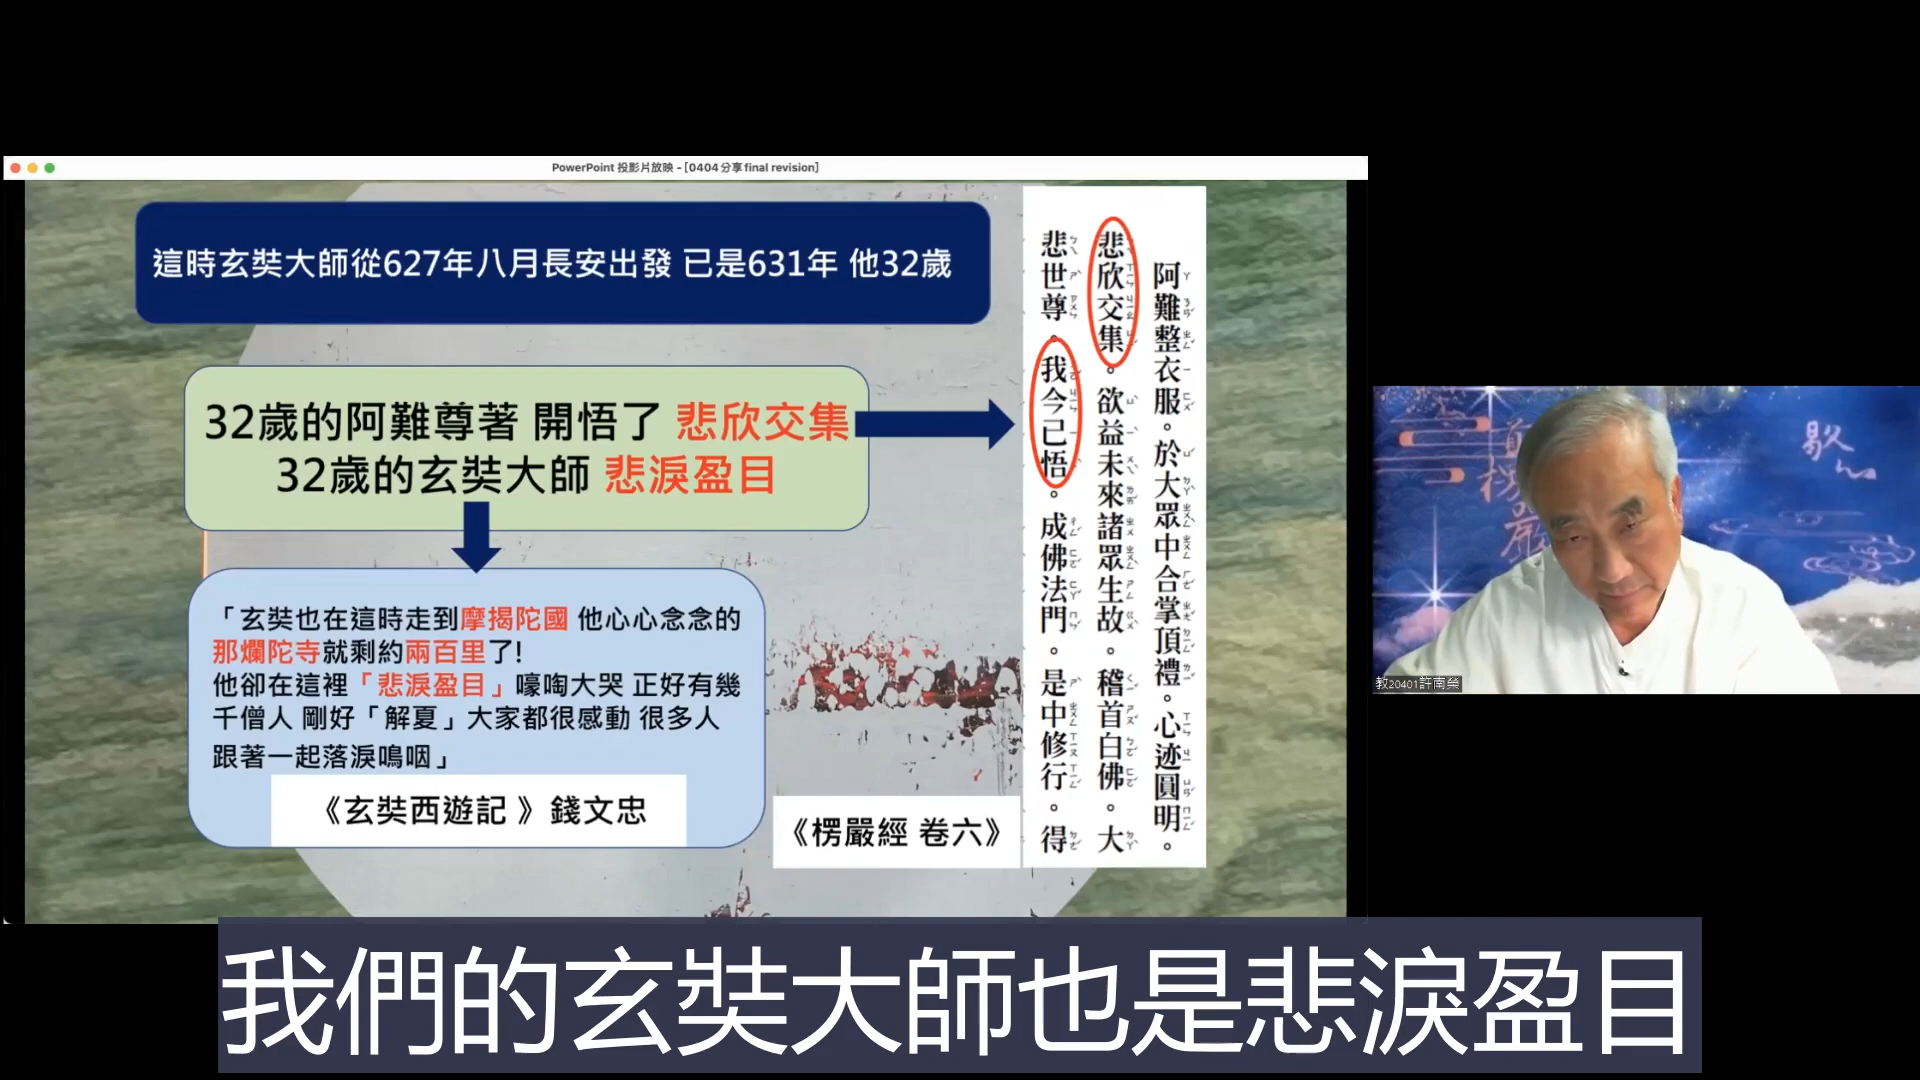 PowerPoint 投影片放映 - [0404分享final revision]
這時玄奘大師從627年八月長安出發 已是631年 他32歲
32歲的阿難尊著 開悟了 悲欣交集
32歲的玄奘大師 悲淚盈目
「玄奘也在這時走到摩揭陀國 他心心念念的
那爛陀寺就剩約兩百里了!
他卻在這裡「悲淚盈目」嚎啕大哭 正好有幾
千僧人 剛好「解夏」大家都很感動 很多人
跟著一起落淚鳴咽」
《玄奘西遊記 》錢文忠
阿難整衣服。於大眾中合掌頂禮。心迹圓明。
悲欣交集。欲益未來諸眾生故。稽首白佛。大
悲世尊。我今已悟。成佛法門。是中修行。得
《楞嚴經 卷六》
教20401許南榮
我們的玄奘大師也是悲淚盈目